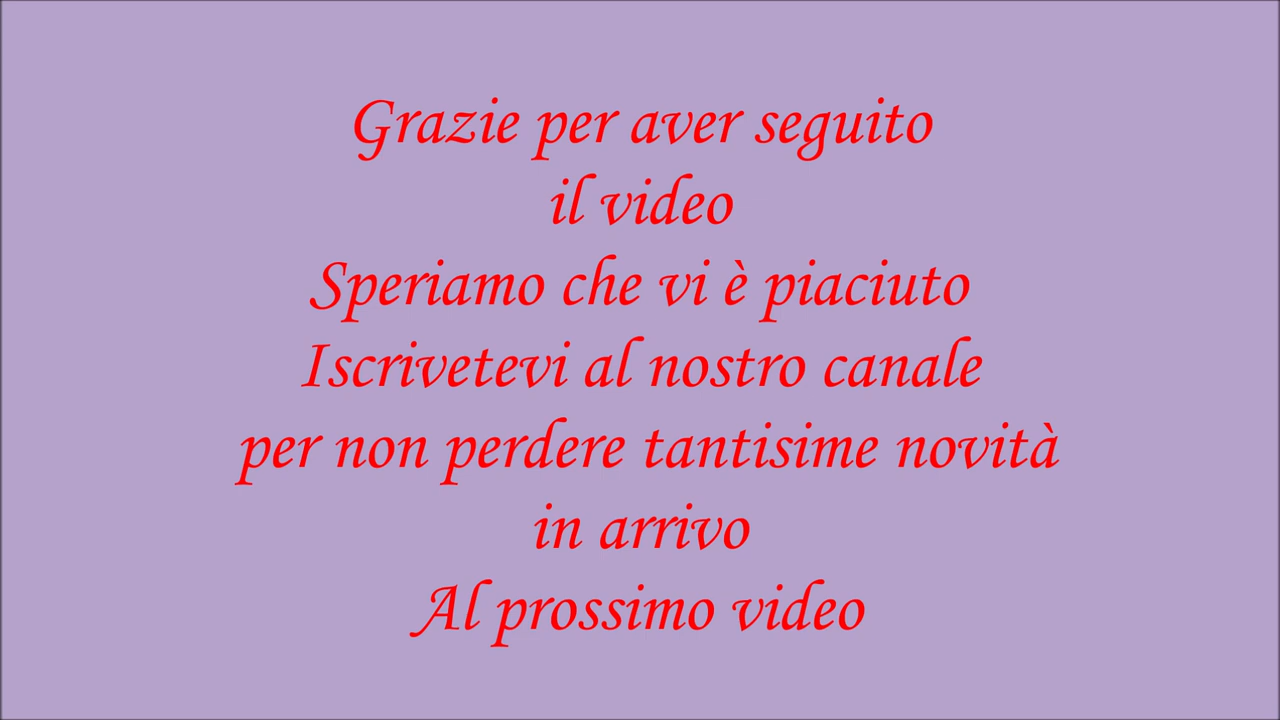 Grazie per aver seguito
il video
Speriamo che vi è piaciuto
Iscrivetevi al nostro canale
per non perdere tantisime novità
in arrivo
Al prossimo video